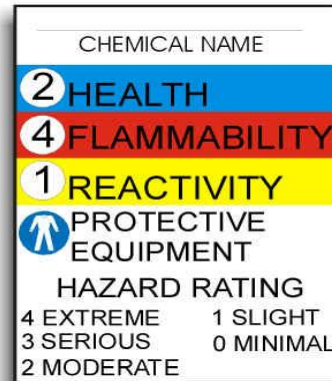 CHEMICAL NAME
2 HEALTH
4 FLAMMABILITY
1 REACTIVITY
PROTECTIVE
EQUIPMENT
HAZARD RATING
4 EXTREME 1 SLIGHT
3 SERIOUS 0 MINIMAL
2 MODERATE